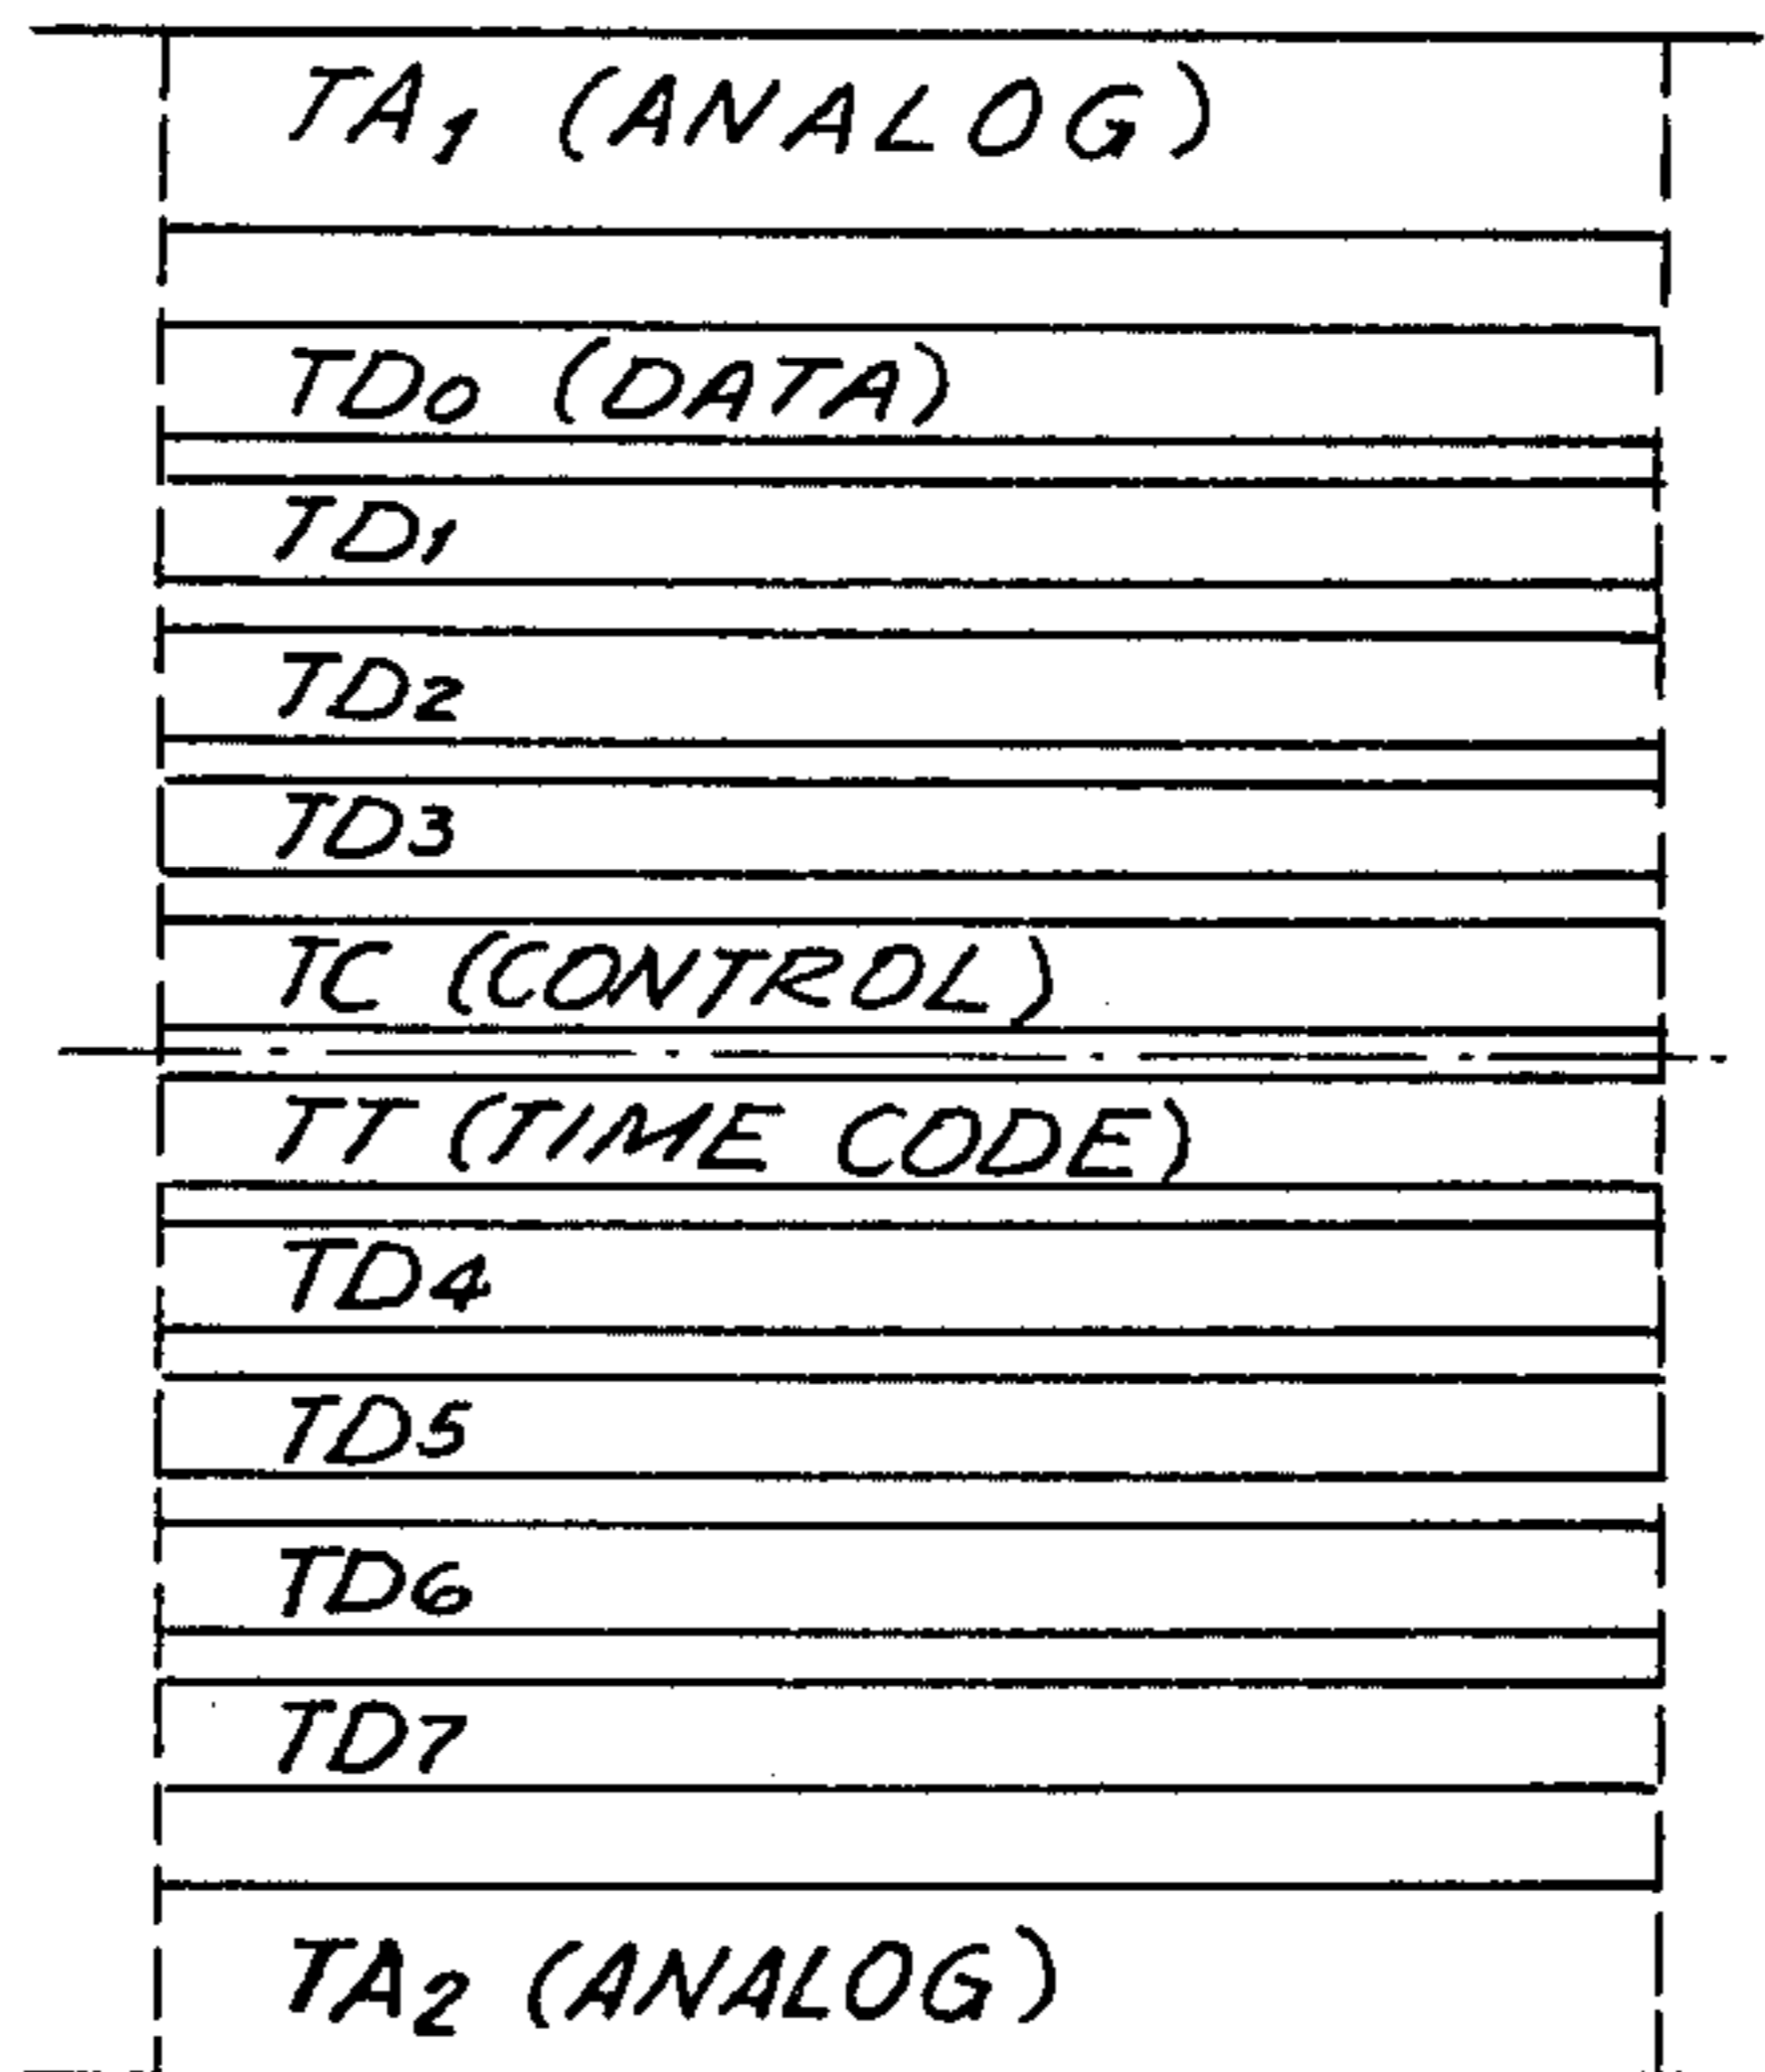 TA1 (ANALOG)
TD0 (DATA)
TD1
TD2
TD3
TC (CONTROL)
TT (TIME CODE)
TD4
TD5
TD6
TD7
TA2 (ANALOG)